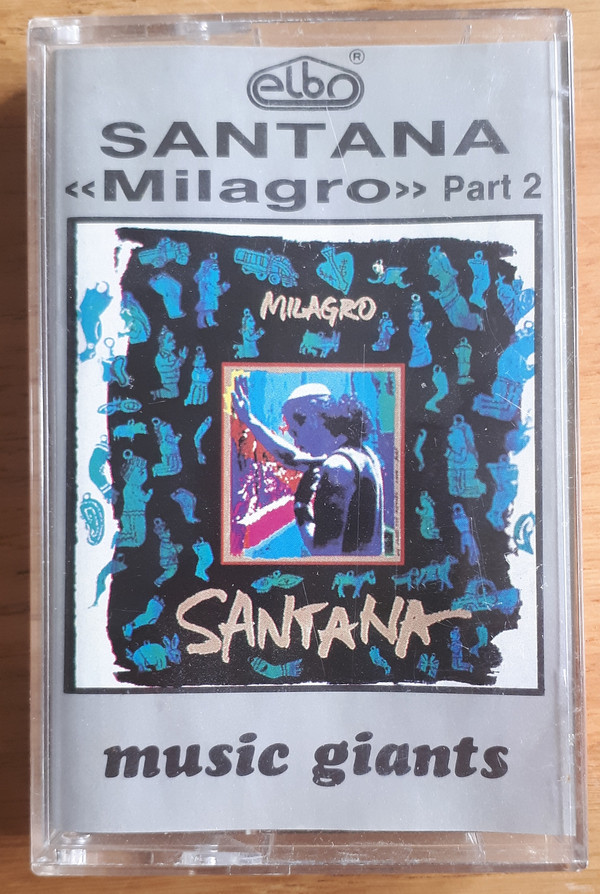 elbo®
SANTANA
‹‹Milagro›› Part 2
MILAGRO
SANTANA
music giants